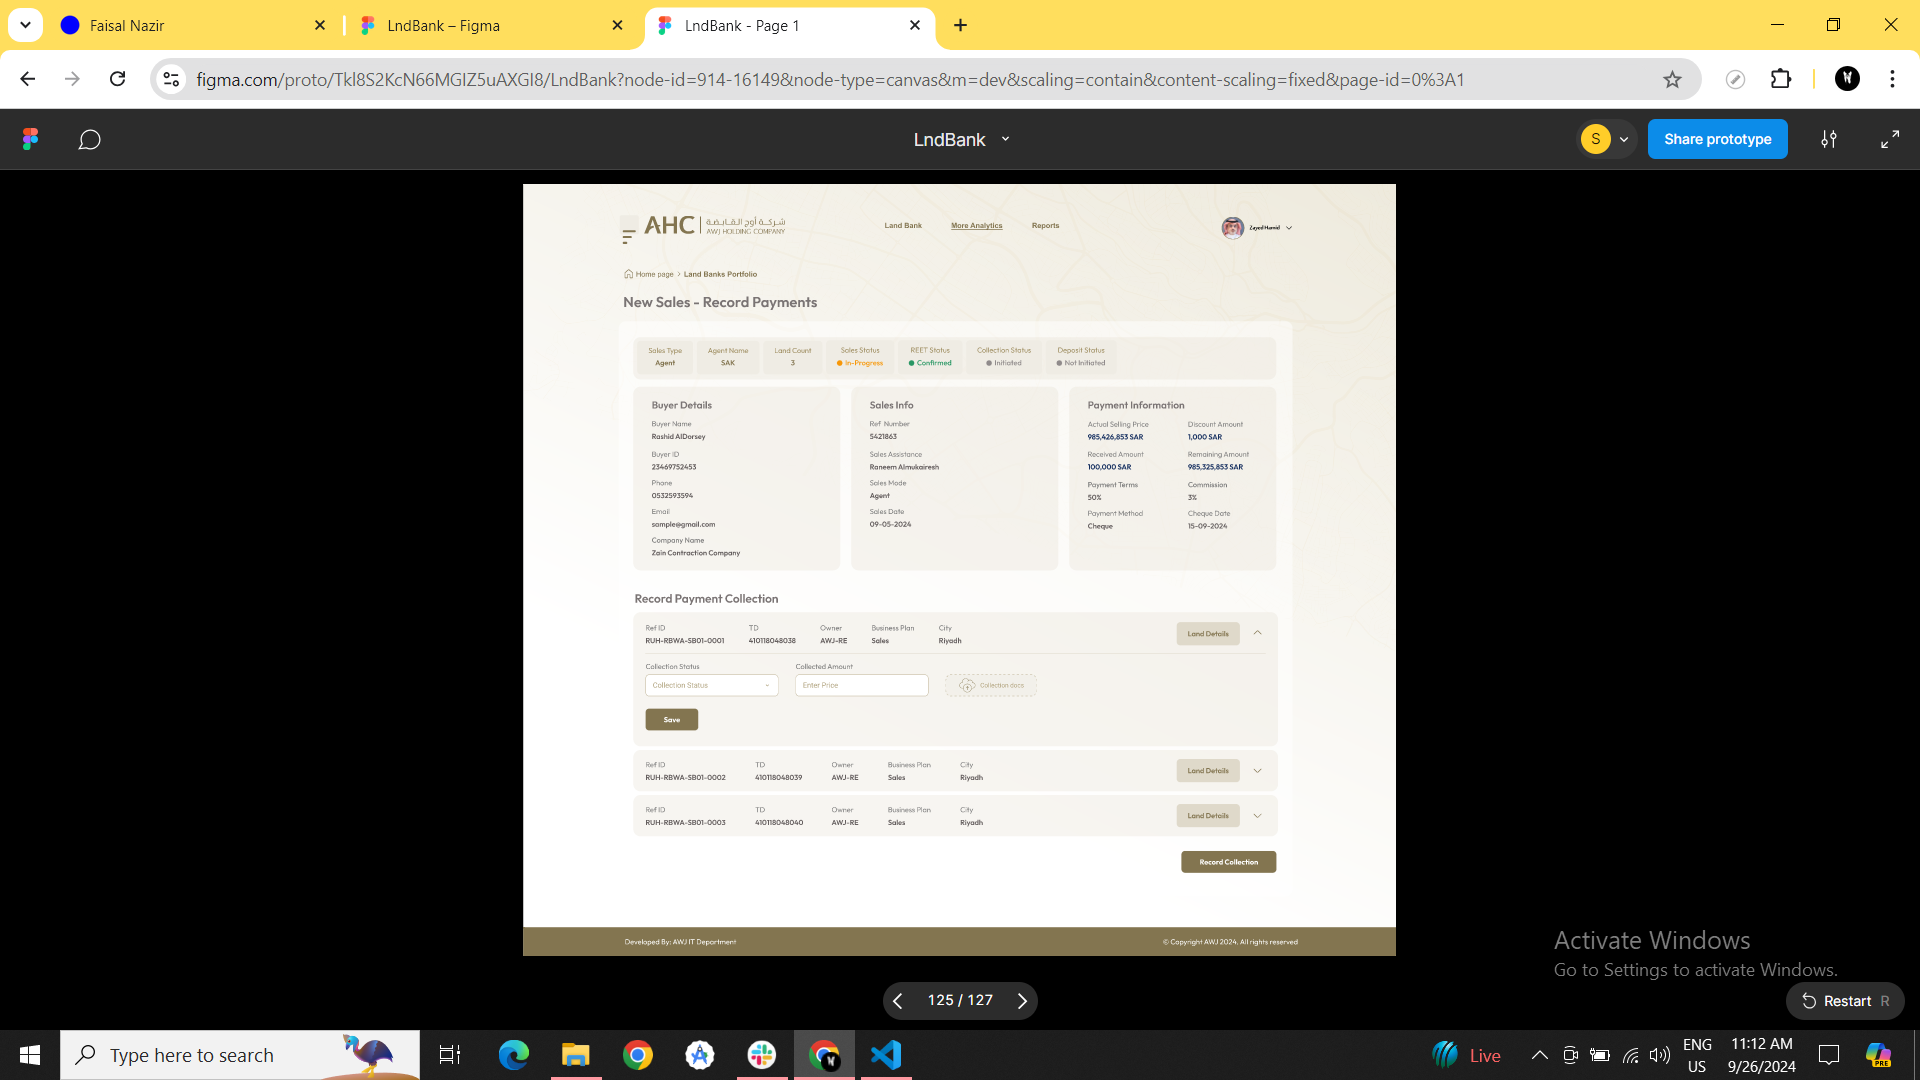 Faisal Nazir
LndBank – Figma
LndBank - Page 1
figma.com/proto/Tkl8S2KcN66MGIZ5uAXGl8/LndBank?node-id=914-16149&node-type=canvas&m=dev&scaling=contain&content-scaling=fixed&page-id=0%3A1
LndBank
S
Share prototype
AHC
شركة أوج القابضة
AWJ HOLDING COMPANY
Land Bank
More Analytics
Reports
Zayed Hamid
Home page > Land Banks Portfolio
New Sales - Record Payments
Sales Type Agent Name Land Count Sales Status REET Status Collection Status Deposit Status
Agent SAK 3 In-Progress Confirmed Initiated Not Initiated
Buyer Details
Buyer Name
Rashid AlDorsey
Buyer ID
23469752453
Phone
0532593594
Email
sample@gmail.com
Company Name
Zain Contraction Company
Sales Info
Ref Number
5421863
Sales Assistance
Raneem Almukairesh
Sales Mode
Agent
Sales Date
09-05-2024
Payment Information
Actual Selling Price Discount Amount
985,426,853 SAR 1,000 SAR
Received Amount Remaining Amount
100,000 SAR 985,325,853 SAR
Payment Terms Commission
50% 3%
Payment Method Cheque Date
Cheque 15-09-2024
Record Payment Collection
Ref ID TD Owner Business Plan City
RUH-RBWA-SB01-0001 410118048038 AWJ-RE Sales Riyadh
Land Details
Collection Status Collected Amount
Collection Status Enter Price Collection docs
Save
Ref ID TD Owner Business Plan City
RUH-RBWA-SB01-0002 410118048039 AWJ-RE Sales Riyadh
Land Details
Ref ID TD Owner Business Plan City
RUH-RBWA-SB01-0003 410118048040 AWJ-RE Sales Riyadh
Land Details
Record Collection
Developed By: AWJ IT Department
© Copyright AWJ 2024. All rights reserved
Activate Windows
Go to Settings to activate Windows.
125 / 127
Restart R
Type here to search
Live
ENG
US
11:12 AM
9/26/2024
PRE